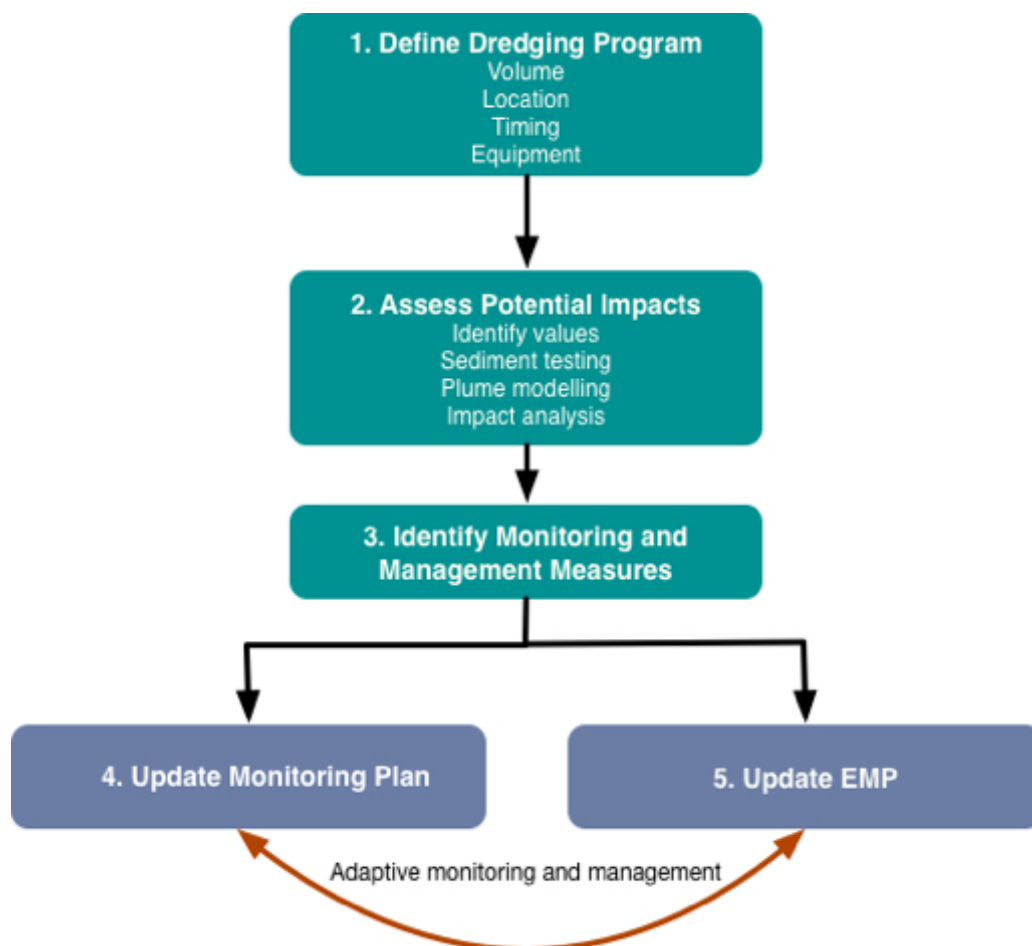 1. Define Dredging Program
Volume
Location
Timing
Equipment
2. Assess Potential Impacts
Identify values
Sediment testing
Plume modelling
Impact analysis
3. Identify Monitoring and
Management Measures
4. Update Monitoring Plan
5. Update EMP
Adaptive monitoring and management